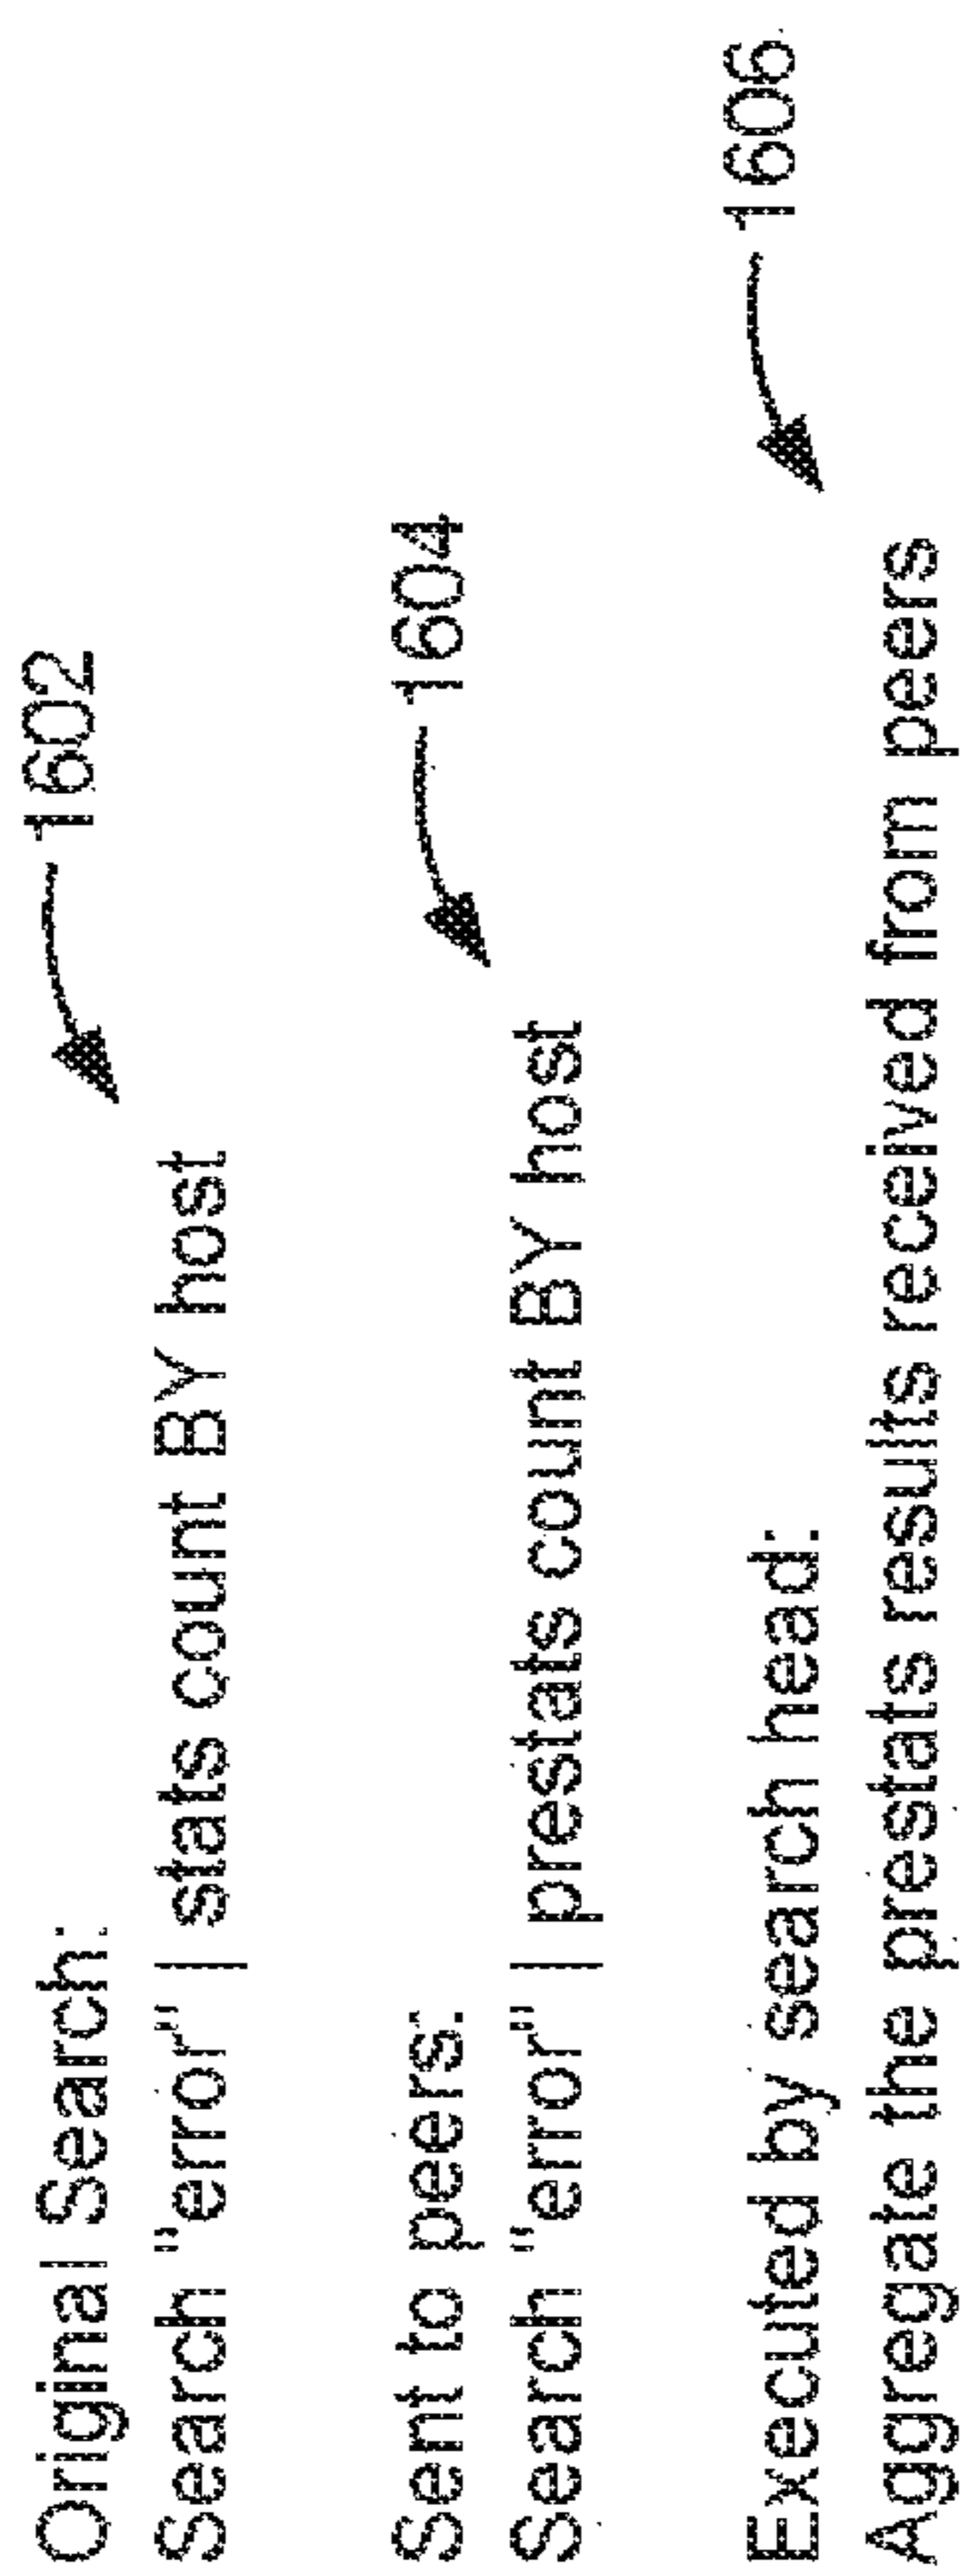 Original Search: 1602
Search "error" | stats count BY host
Sent to peers: 1604
Search "error" | prestats count BY host
Executed by search head: 1606
Aggregate the prestats results received from peers